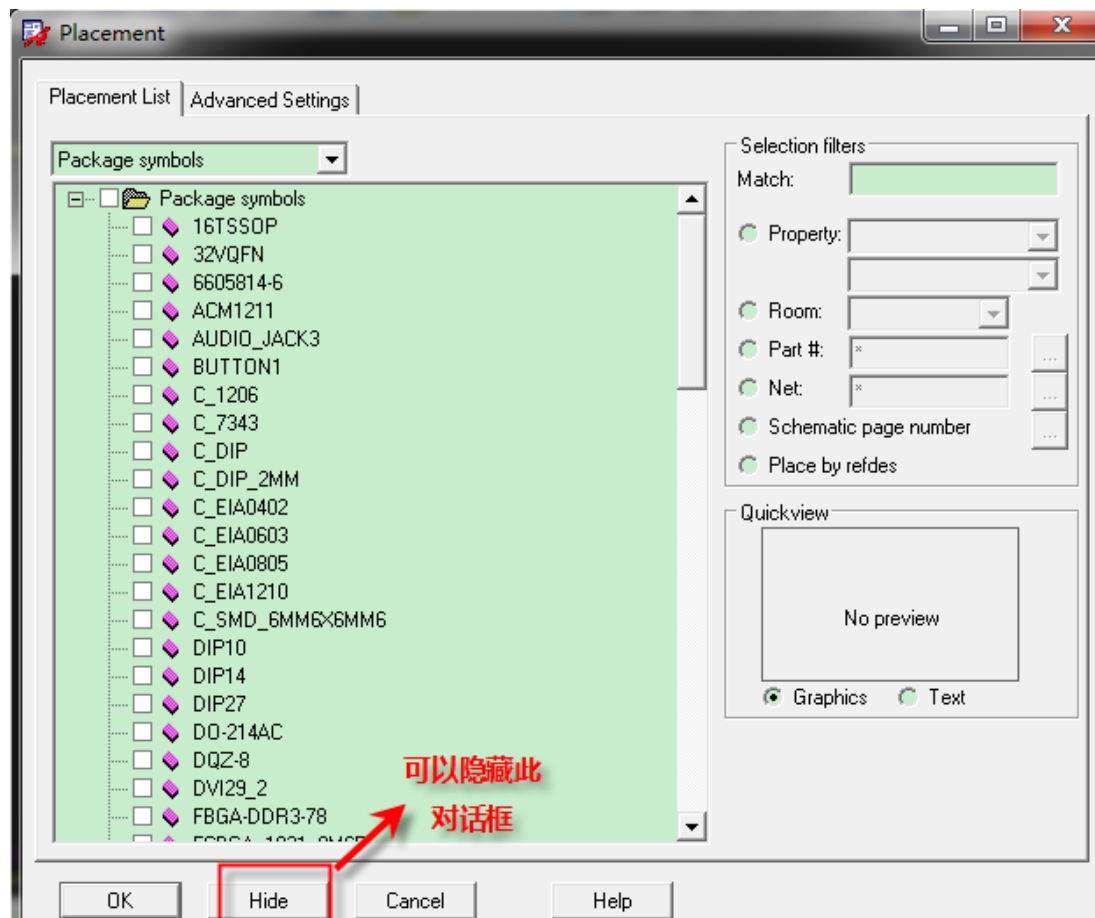 Placement
Placement List
Advanced Settings
Package symbols
Package symbols
16TSSOP
32VQFN
6605814-6
ACM1211
AUDIO_JACK3
BUTTON1
C_1206
C_7343
C_DIP
C_DIP_2MM
C_EIA0402
C_EIA0603
C_EIA0805
C_EIA1210
C_SMD_6MM6X6MM6
DIP10
DIP14
DIP27
DO-214AC
DQZ-8
DVI29_2
FBGA-DDR3-78
Selection filters
Match:
Property:
Room:
Part #: *
...
Net: *
...
Schematic page number
...
Place by refdes
Quickview
No preview
Graphics
Text
可以隐藏此
对话框
OK
Hide
Cancel
Help